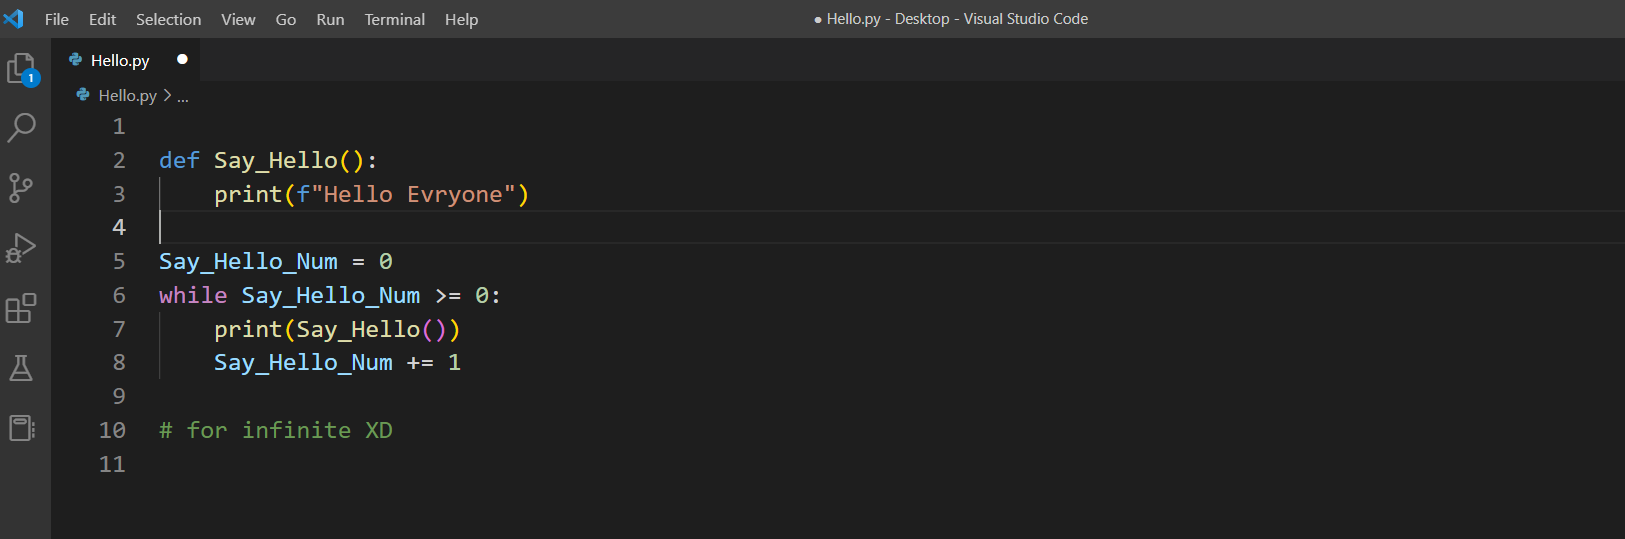 File Edit Selection View Go Run Terminal Help ● Hello.py - Desktop - Visual Studio Code
Hello.py ●
1
Hello.py > ...
1
2 def Say_Hello():
3 print(f"Hello Evryone")
4
5 Say_Hello_Num = 0
6 while Say_Hello_Num >= 0:
7 print(Say_Hello())
8 Say_Hello_Num += 1
9
10 # for infinite XD
11